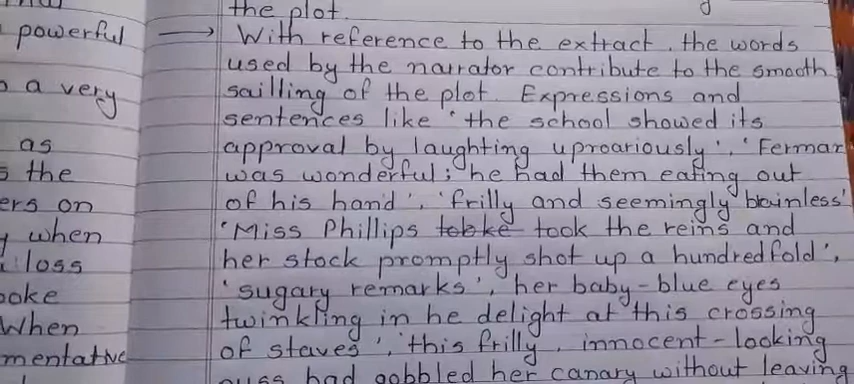 the plot.
powerful → With reference to the extract, the words
a very used by the narrator contribute to the smooth
sailling of the plot. Expressions and
sentences like 'the school showed its
as approval by laughting uproariously', 'Fermar
the was wonderful; he had them eating out
ers on of his hand', 'frilly and seemingly brainless'
when 'Miss Phillips took the reins and
loss her stock promptly shot up a hundredfold',
oke 'sugary remarks', her baby-blue eyes
When twinkling in he delight at this crossing
mentative of staves', 'this frilly, innocent-looking
puss had gobbled her canary without leaving